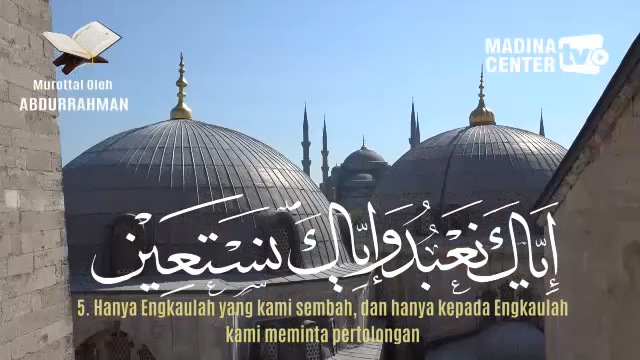 Murottal Oleh
ABDURRAHMAN
MADINA
CENTER tv
إِيَّاكَ نَعْبُدُ وَإِيَّاكَ نَسْتَعِيْنُ
5. Hanya Engkaulah yang kami sembah, dan hanya kepada Engkaulah
kami meminta pertolongan